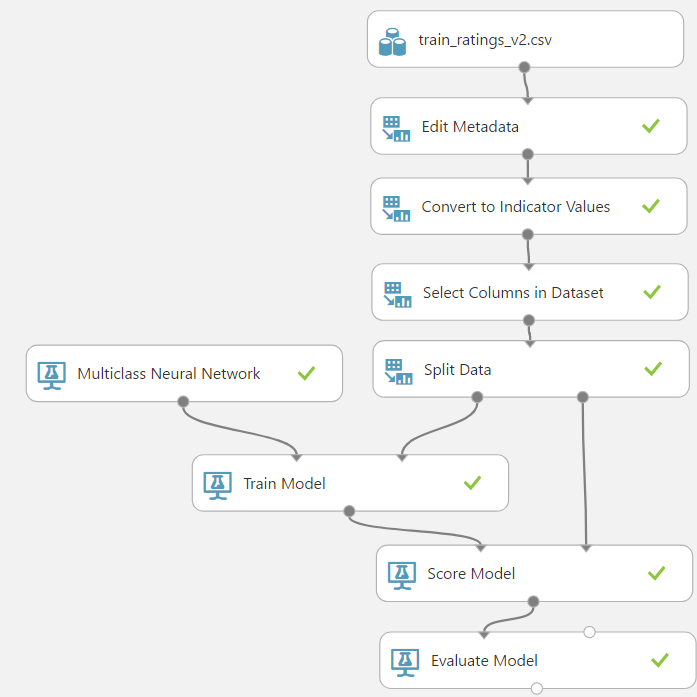 train_ratings_v2.csv
Edit Metadata
Convert to Indicator Values
Select Columns in Dataset
Multiclass Neural Network
Split Data
Train Model
Score Model
Evaluate Model